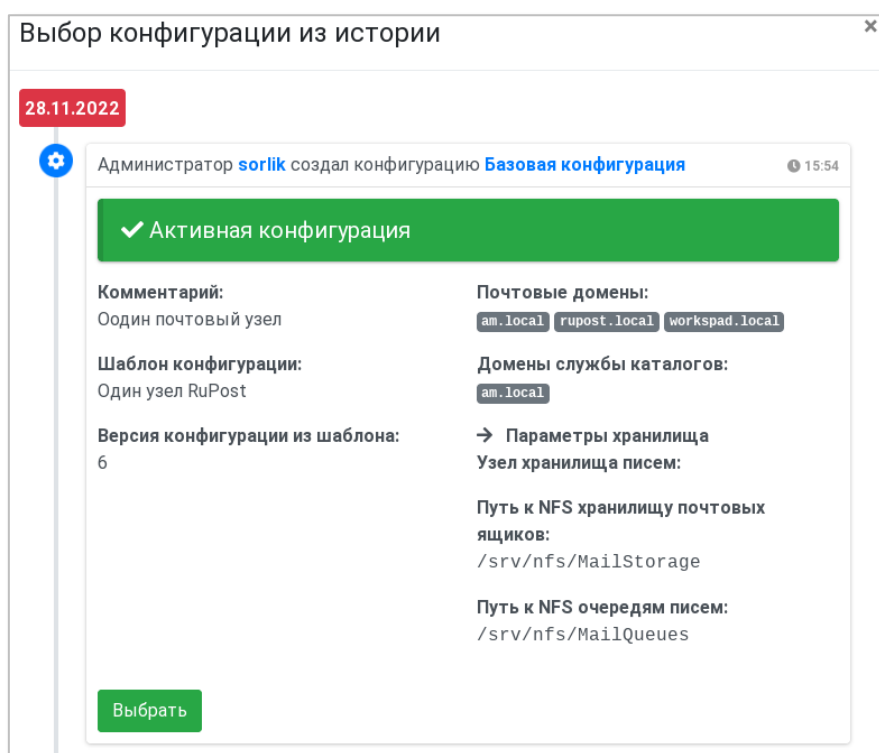 Выбор конфигурации из истории
×
28.11.2022
Администратор sorlik создал конфигурацию Базовая конфигурация 15:54
Активная конфигурация
Комментарий:
Оодин почтовый узел
Шаблон конфигурации:
Один узел RuPost
Версия конфигурации из шаблона:
6
Почтовые домены:
am.local rupost.local workspad.local
Домены службы каталогов:
am.local
→ Параметры хранилища
Узел хранилища писем:
Путь к NFS хранилищу почтовых
ящиков:
/srv/nfs/MailStorage
Путь к NFS очередям писем:
/srv/nfs/MailQueues
Выбрать